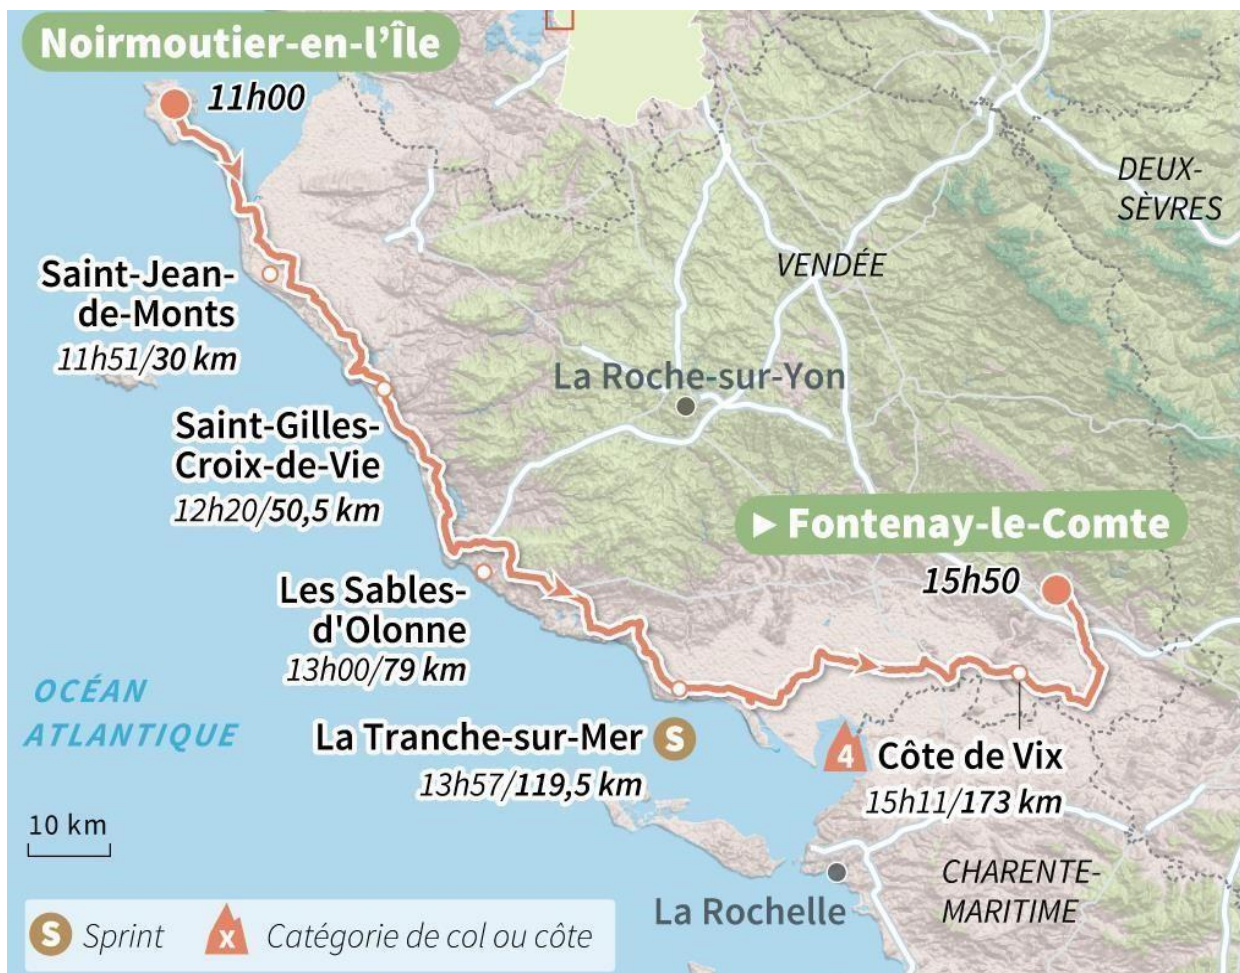 Noirmoutier-en-l'Île
11h00
DEUX-
SÈVRES
VENDÉE
Saint-Jean-
de-Monts
11h51/30 km
La Roche-sur-Yon
Saint-Gilles-
Croix-de-Vie
12h20/50,5 km
► Fontenay-le-Comte
15h50
Les Sables-
d'Olonne
13h00/79 km
OCÉAN
ATLANTIQUE
La Tranche-sur-Mer S
13h57/119,5 km
4 Côte de Vix
15h11/173 km
10 km
CHARENTE-
MARITIME
La Rochelle
S Sprint
x Catégorie de col ou côte